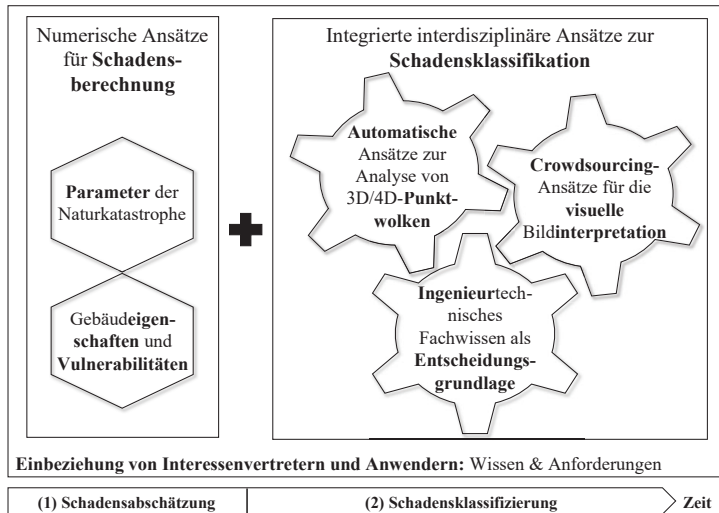 Numerische Ansätze
für Schadens-
berechnung
Parameter der
Naturkatastrophe
Gebäudeigen-
schaften und
Vulnerabilitäten
Integrierte interdisziplinäre Ansätze zur
Schadensklassifikation
Automatische
Ansätze zur
Analyse von
3D/4D-Punkt-
wolken
Crowdsourcing-
Ansätze für die
visuelle
Bildinterpretation
Ingenieurtech-
nisches
Fachwissen als
Entscheidungs-
grundlage
Einbeziehung von Interessenvertretern und Anwendern: Wissen & Anforderungen
(1) Schadensabschätzung
(2) Schadensklassifizierung
Zeit